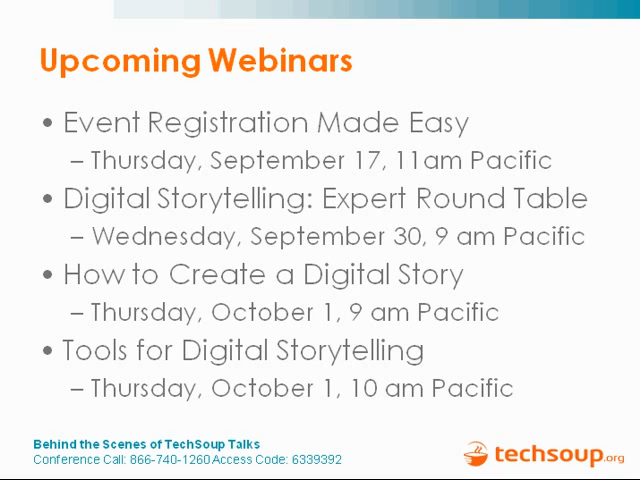 Upcoming Webinars
• Event Registration Made Easy
– Thursday, September 17, 11am Pacific
• Digital Storytelling: Expert Round Table
– Wednesday, September 30, 9 am Pacific
• How to Create a Digital Story
– Thursday, October 1, 9 am Pacific
• Tools for Digital Storytelling
– Thursday, October 1, 10 am Pacific
Behind the Scenes of TechSoup Talks
Conference Call: 866-740-1260 Access Code: 6339392
techsoup.org